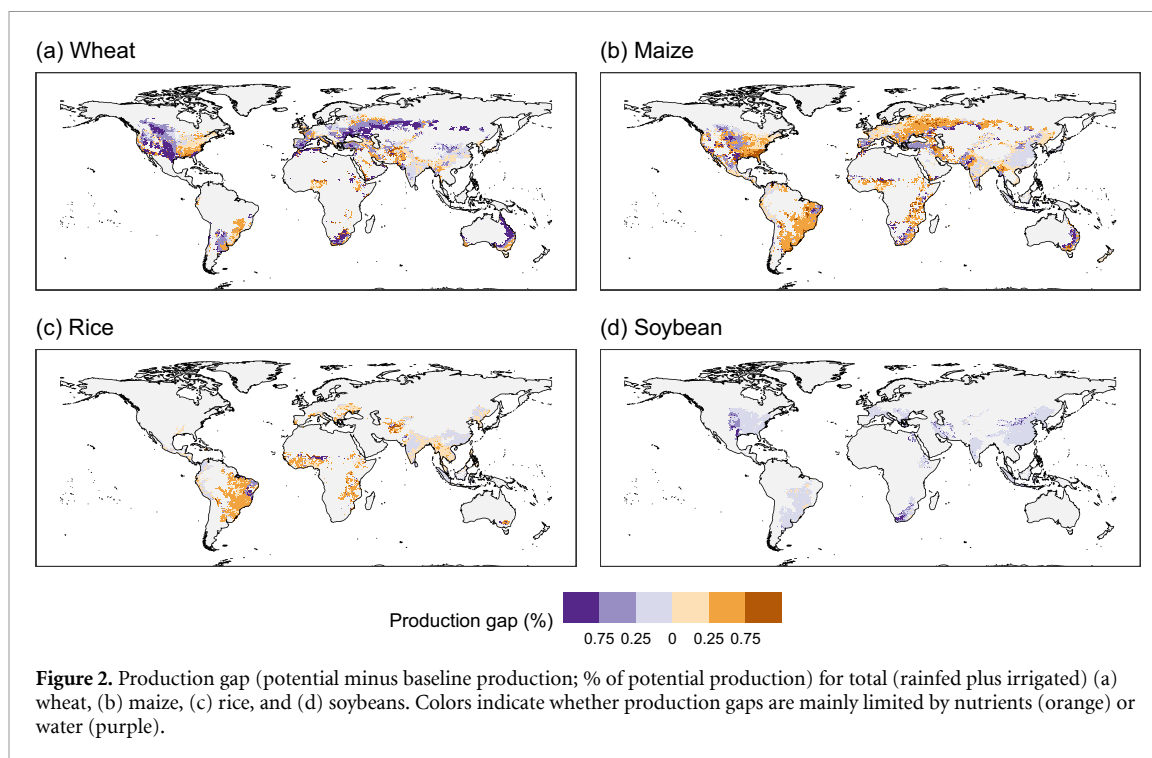 (a) Wheat
(b) Maize
(c) Rice
(d) Soybean
Production gap (%)
0.75 0.25 0 0.25 0.75
Figure 2. Production gap (potential minus baseline production; % of potential production) for total (rainfed plus irrigated) (a)
wheat, (b) maize, (c) rice, and (d) soybeans. Colors indicate whether production gaps are mainly limited by nutrients (orange) or
water (purple).